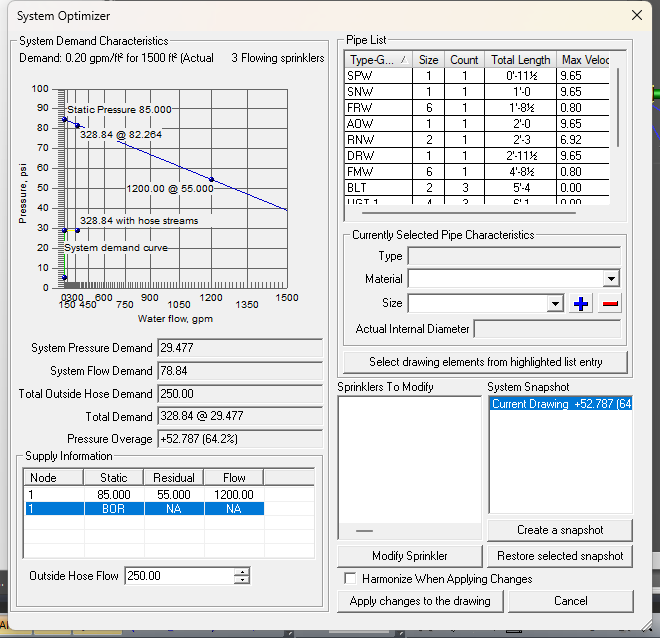 System Optimizer
System Demand Characteristics
Demand: 0.20 gpm/ft² for 1500 ft² (Actual
3 Flowing sprinklers
Pressure, psi
100
90
80
70
60
50
40
30
20
10
0
Static Pressure 85.000
328.84 @ 82.264
1200.00 @ 55.000
328.84 with hose streams
System demand curve
0 300 600 900 1200 1500
150 450 750 1050 1350
Water flow, gpm
System Pressure Demand 29.477
System Flow Demand 78.84
Total Outside Hose Demand 250.00
Total Demand 328.84 @ 29.477
Pressure Overage +52.787 (64.2%)
Supply Information
Node Static Residual Flow
1 85.000 55.000 1200.00
1 BOR NA NA
Outside Hose Flow 250.00
Pipe List
Type-G... Size Count Total Length Max Veloc
SPW 1 1 0'-11½ 9.65
SNW 1 1 1'-0 9.65
FRW 6 1 1'-8½ 0.80
AOW 1 1 2'-0 9.65
RNW 2 1 2'-3 6.92
DRW 1 1 2'-11½ 9.65
FMW 6 1 4'-8½ 0.80
BLT 2 3 5'-4 0.00
UGT-1 4 3 6'-1
Currently Selected Pipe Characteristics
Type
Material
Size
Actual Internal Diameter
Select drawing elements from highlighted list entry
Sprinklers To Modify
System Snapshot
Current Drawing +52.787 (64
Create a snapshot
Modify Sprinkler
Restore selected snapshot
Harmonize When Applying Changes
Apply changes to the drawing
Cancel